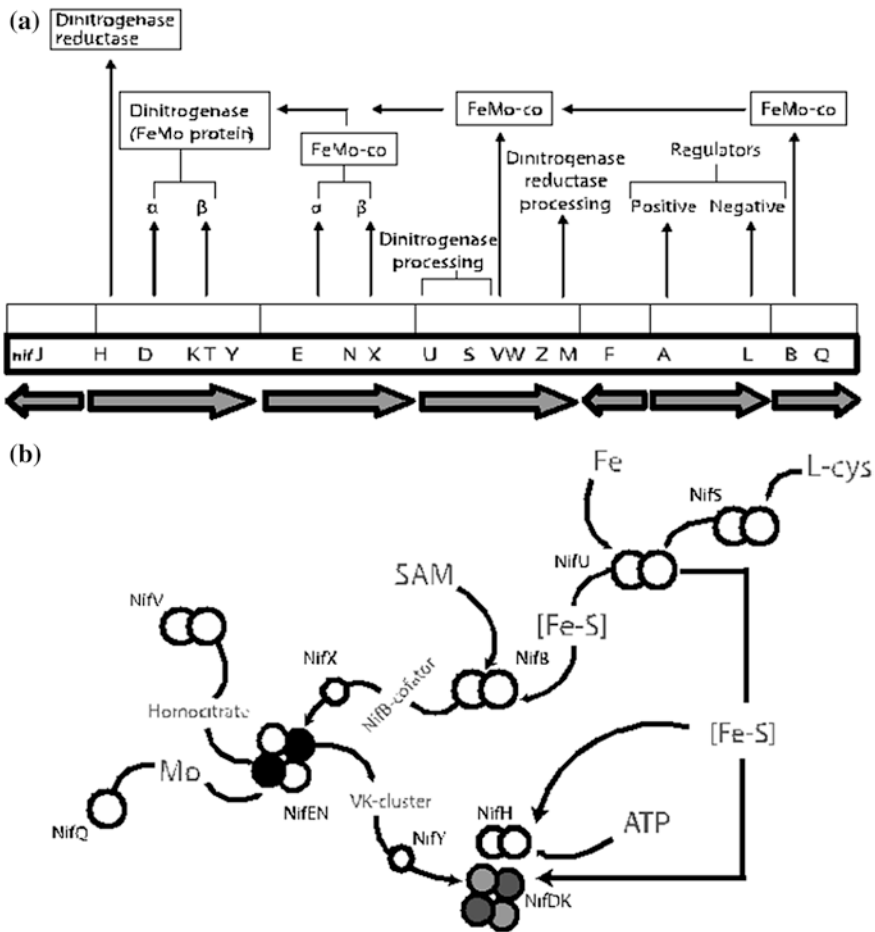 (a)
Dinitrogenase
reductase
Dinitrogenase
(FeMo protein)
FeMo-co
FeMo-co
FeMo-co
Dinitrogenase
reductase
processing
Regulators
Positive
Negative
α
β
α
β
Dinitrogenase
processing
nif J H D K T Y E N X U S V W Z M F A L B Q
(b)
Fe
L-cys
NifS
NifU
SAM
[Fe-S]
NifV
NifX
NifB
NifB-cofator
Homocitrate
[Fe-S]
Mo
NifEN
VK-cluster
NifH
ATP
NifQ
NifY
NifDK